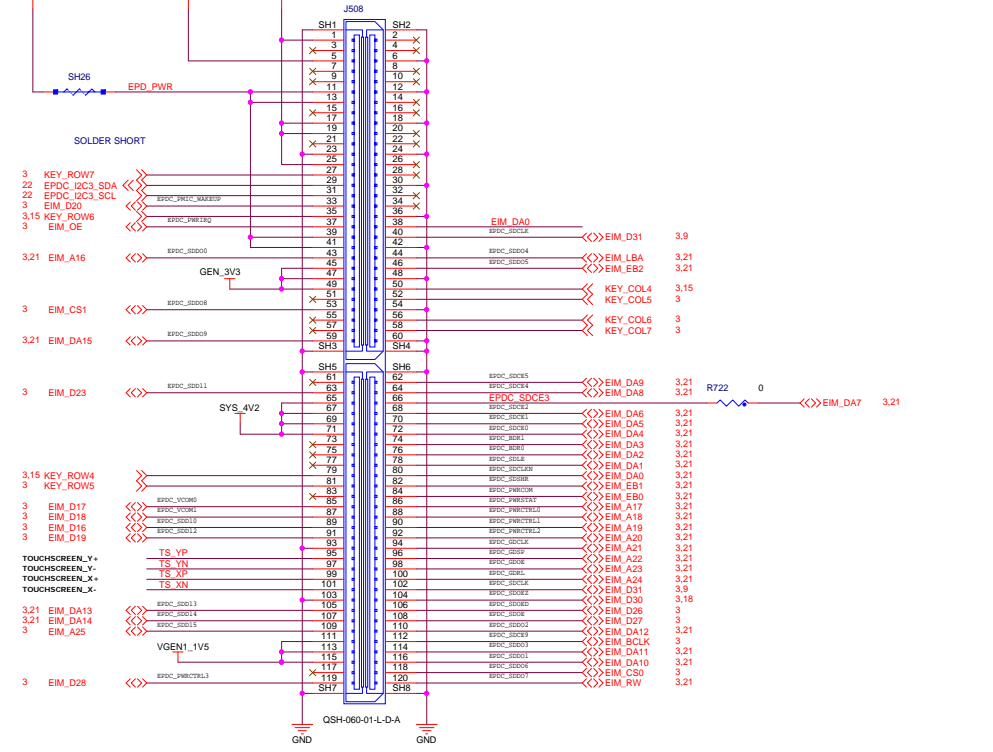 J508
SH1 SH2
1 2
3 4
5 6
7 8
SH26 9 10
EPD_PWR 11 12
13 14
15 16
17 18
19 20
SOLDER SHORT 21 22
23 24
25 26
3 KEY_ROW7 27 28
22 EPDC_I2C3_SDA 29 30
22 EPDC_I2C3_SCL 31 32
3 EIM_D20 EPDC_PMIC_WAKEUP 33 34
3,15 KEY_ROW6 35 36
3 EIM_OE EPDC_PWRIRQ 37 38 EIM_DA0
39 40 EPDC_SDCLK EIM_D31 3,9
41 42
3,21 EIM_A16 EPDC_SDDO0 43 44 EPDC_SDDO4 EIM_LBA 3,21
45 46 EPDC_SDDO5 EIM_EB2 3,21
GEN_3V3 47 48
49 50 KEY_COL4 3,15
51 52 KEY_COL5 3
3 EIM_CS1 EPDC_SDDO8 53 54
55 56 KEY_COL6 3
57 58 KEY_COL7 3
3,21 EIM_DA15 EPDC_SDDO9 59 60
SH3 SH4
SH5 SH6
61 62 EPDC_SDCE5 EIM_DA9 3,21
3 EIM_D23 EPDC_SDD11 63 64 EPDC_SDCE4 EIM_DA8 3,21
65 66 EPDC_SDCE3 R722 0 EIM_DA7 3,21
SYS_4V2 67 68 EPDC_SDCE2 EIM_DA6 3,21
69 70 EPDC_SDCE1 EIM_DA5 3,21
71 72 EPDC_SDCE0 EIM_DA4 3,21
73 74 EPDC_BDR1 EIM_DA3 3,21
75 76 EPDC_BDR0 EIM_DA2 3,21
77 78 EPDC_SDLE EIM_DA1 3,21
3,15 KEY_ROW4 79 80 EPDC_SDCLKN EIM_DA0 3,21
3 KEY_ROW5 81 82 EPDC_SDSHR EIM_EB1 3,21
83 84 EPDC_PWRCOM EIM_EB0 3,21
3 EIM_D17 EPDC_VCOM0 85 86 EPDC_PWRSTAT EIM_A17 3,21
3 EIM_D18 EPDC_VCOM1 87 88 EPDC_PWRCTRL0 EIM_A18 3,21
3 EIM_D16 EPDC_SDD10 89 90 EPDC_PWRCTRL1 EIM_A19 3,21
3 EIM_D19 EPDC_SDD12 91 92 EPDC_PWRCTRL2 EIM_A20 3,21
93 94 EPDC_GDCLK EIM_A21 3,21
TOUCHSCREEN_Y+ TS_YP 95 96 EPDC_GDSP EIM_A22 3,21
TOUCHSCREEN_Y- TS_YN 97 98 EPDC_GDOE EIM_A23 3,21
TOUCHSCREEN_X+ TS_XP 99 100 EPDC_GDRL EIM_A24 3,21
TOUCHSCREEN_X- TS_XN 101 102 EPDC_SDCLK EIM_D31 3,9
103 104 EPDC_SDOEZ EIM_D30 3,18
3,21 EIM_DA13 EPDC_SDD13 105 106 EPDC_SDOED EIM_D26 3
3,21 EIM_DA14 EPDC_SDD14 107 108 EPDC_SDOE EIM_D27 3
3 EIM_A25 EPDC_SDD15 109 110 EPDC_SDDO2 EIM_DA12 3,21
111 112 EPDC_SDCE9 EIM_BCLK 3
VGEN1_1V5 113 114 EPDC_SDDO3 EIM_DA11 3,21
115 116 EPDC_SDDO1 EIM_DA10 3,21
117 118 EPDC_SDDO6 EIM_CS0 3
3 EIM_D28 EPDC_PWRCTRL3 119 120 EPDC_SDDO7 EIM_RW 3,21
SH7 SH8
QSH-060-01-L-D-A
GND GND